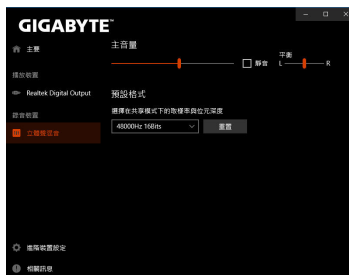 GIGABYTE™
主要
播放裝置
Realtek Digital Output
錄音裝置
立體聲混音
進階裝置設定
相關訊息
主音量
靜音
平衡
L R
預設格式
選擇在共享模式下的取樣率與位元深度
48000Hz 16Bits
重置